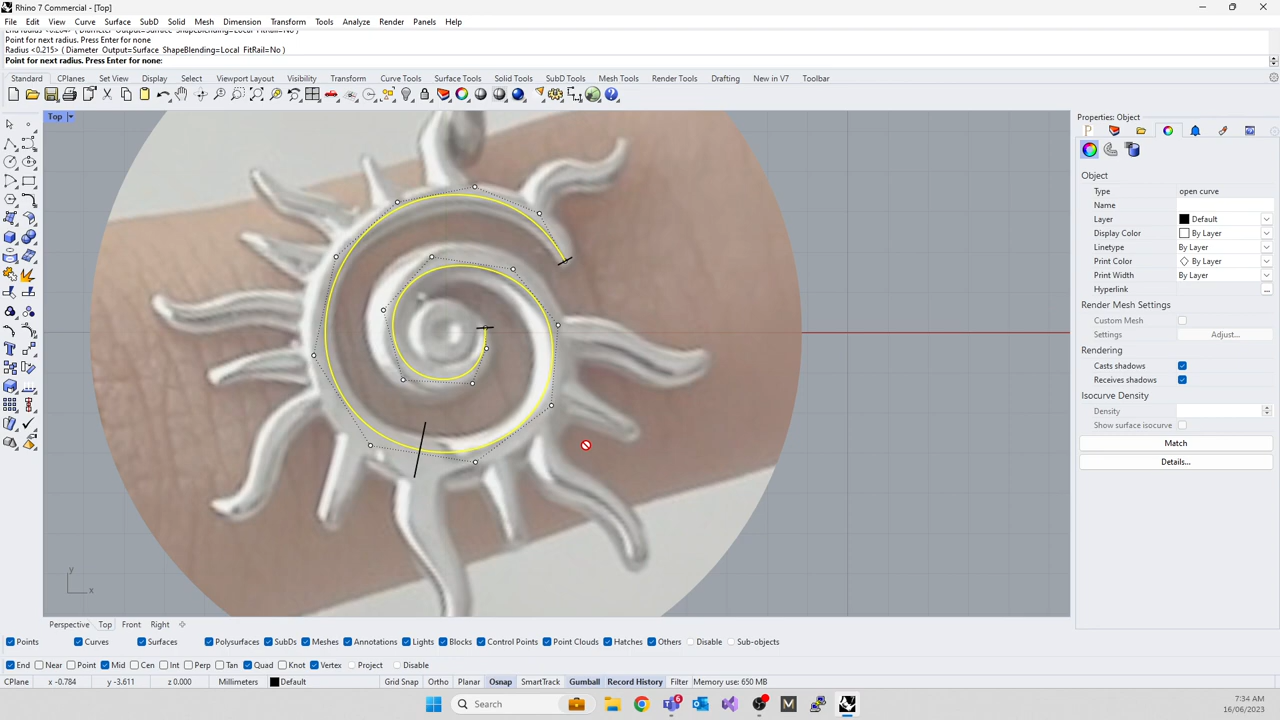 Rhino 7 Commercial - [Top]
File Edit View Curve Surface SubD Solid Mesh Dimension Transform Tools Analyze Render Panels Help
Point for next radius. Press Enter for none
Radius <0.215> ( Diameter Output=Surface ShapeBlending=Local FitRail=No )
Point for next radius. Press Enter for none:
Standard CPlanes Set View Display Select Viewport Layout Visibility Transform Curve Tools Surface Tools Solid Tools SubD Tools Mesh Tools Render Tools Drafting New in V7 Toolbar
Top
Properties: Object
Object
Type open curve
Name
Layer Default
Display Color By Layer
Linetype By Layer
Print Color By Layer
Print Width By Layer
Hyperlink ...
Render Mesh Settings
Custom Mesh
Settings Adjust...
Rendering
Casts shadows
Receives shadows
Isocurve Density
Density
Show surface isocurve
Match
Details...
y
x
Perspective Top Front Right
Points Curves Surfaces Polysurfaces SubDs Meshes Annotations Lights Blocks Control Points Point Clouds Hatches Others Disable Sub-objects
End Near Point Mid Cen Int Perp Tan Quad Knot Vertex Project Disable
CPlane x -0.784 y -3.611 z 0.000 Millimeters Default Grid Snap Ortho Planar Osnap SmartTrack Gumball Record History Filter Memory use: 650 MB
Search
6
M
7:34 AM
16/06/2023